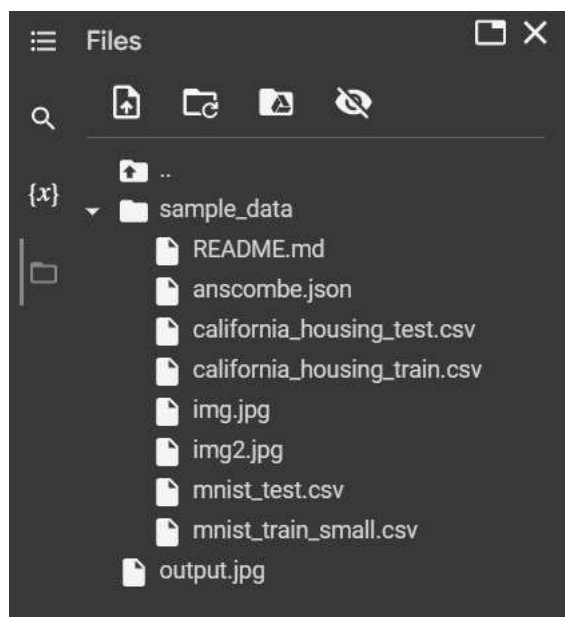 Files
{x}
..
sample_data
README.md
anscombe.json
california_housing_test.csv
california_housing_train.csv
img.jpg
img2.jpg
mnist_test.csv
mnist_train_small.csv
output.jpg